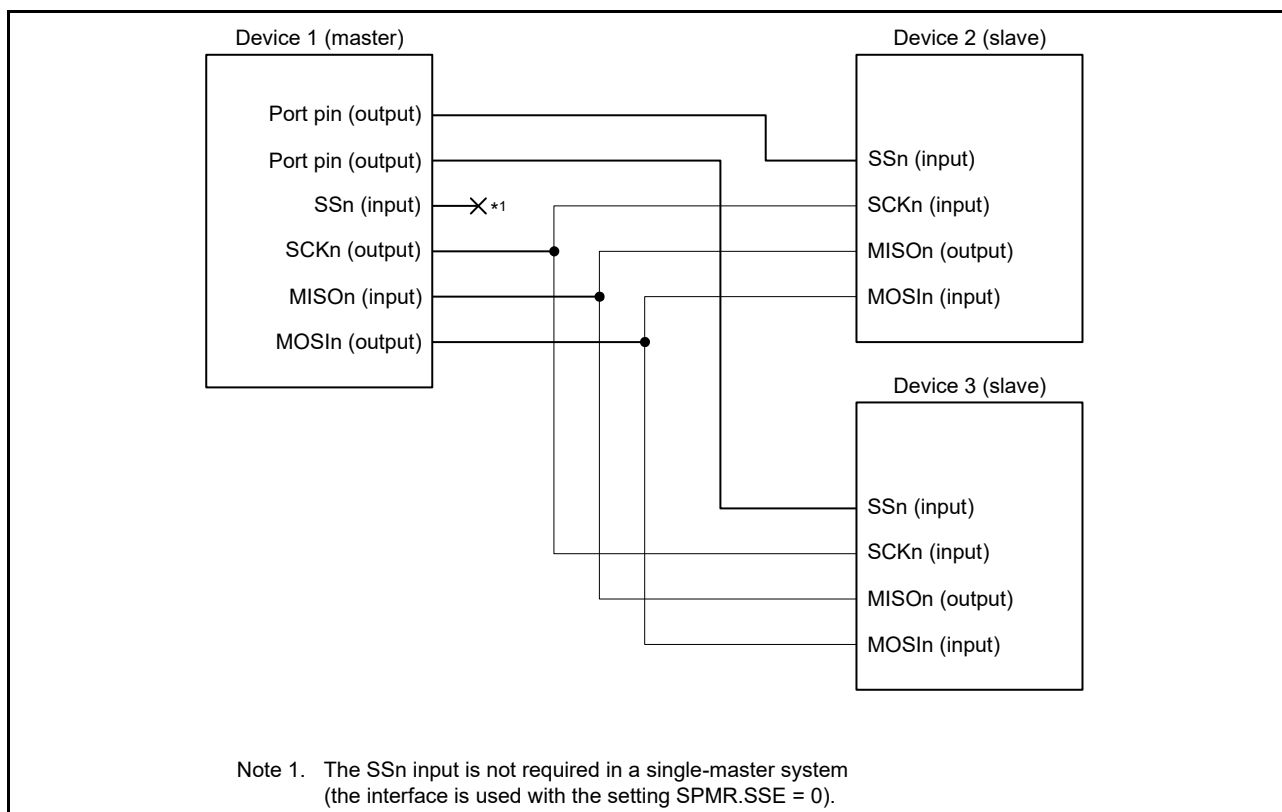 Device 1 (master)
Port pin (output)
Port pin (output)
SSn (input)
*1
SCKn (output)
MISOn (input)
MOSIn (output)
Device 2 (slave)
SSn (input)
SCKn (input)
MISOn (output)
MOSIn (input)
Device 3 (slave)
SSn (input)
SCKn (input)
MISOn (output)
MOSIn (input)
Note 1. The SSn input is not required in a single-master system
(the interface is used with the setting SPMR.SSE = 0).